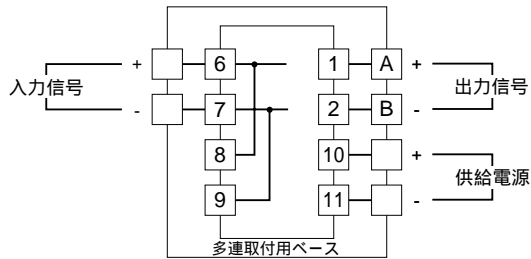 + 6 1 A +
入力信号 出力信号
- 7 2 B -
8 10 +
供給電源
9 11 -
多連取付用ベース